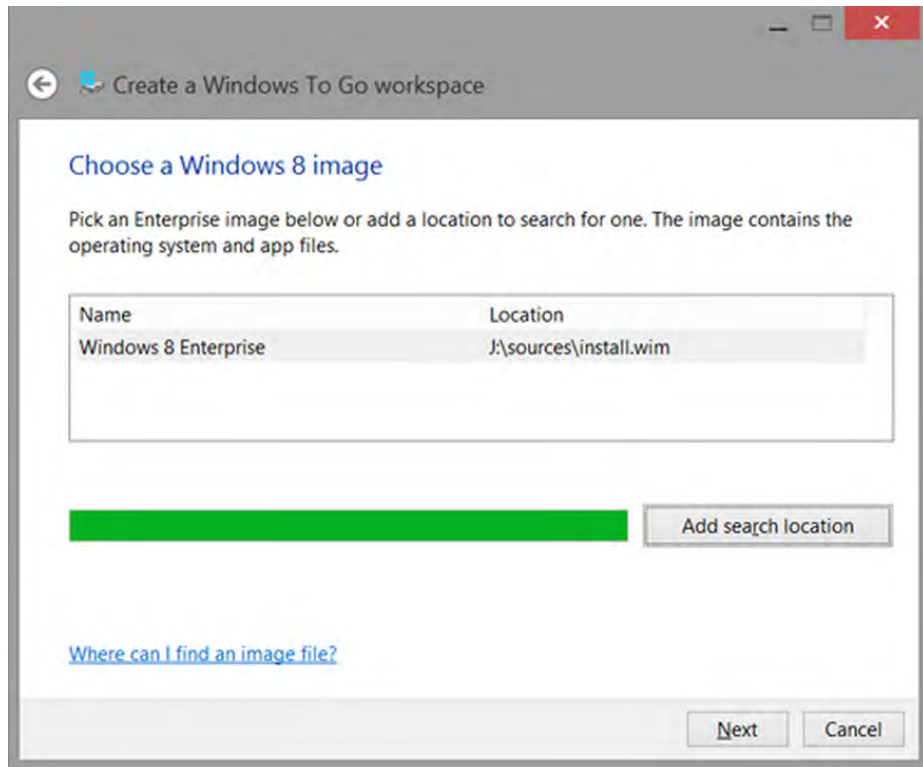 Create a Windows To Go workspace
Choose a Windows 8 image
Pick an Enterprise image below or add a location to search for one. The image contains the
operating system and app files.
Name Location
Windows 8 Enterprise J:\sources\install.wim
Add search location
Where can I find an image file?
Next Cancel